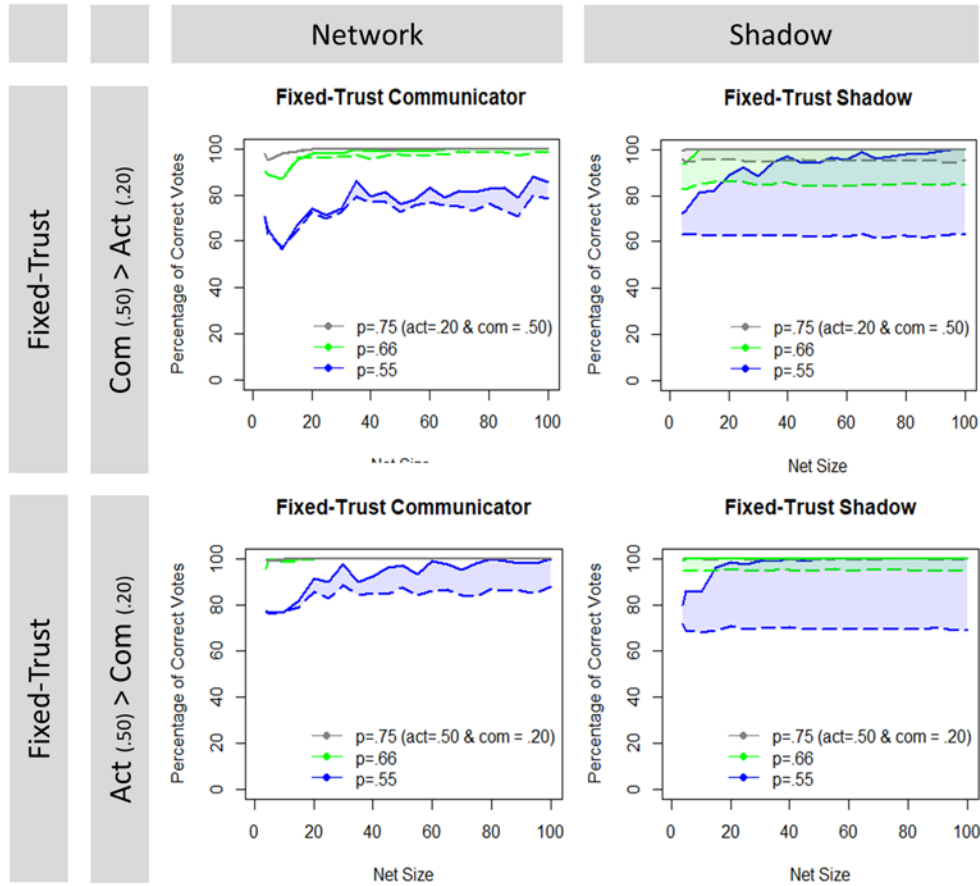 Network
Shadow
Fixed-Trust
Com (.50) > Act (.20)
Fixed-Trust Communicator
Percentage of Correct Votes
100
80
60
40
20
0
p=.75 (act=.20 & com = .50)
p=.66
p=.55
0 20 40 60 80 100
Net Size
Fixed-Trust Shadow
Percentage of Correct Votes
100
80
60
40
20
0
p=.75 (act=.20 & com = .50)
p=.66
p=.55
0 20 40 60 80 100
Net Size
Fixed-Trust
Act (.50) > Com (.20)
Fixed-Trust Communicator
Percentage of Correct Votes
100
80
60
40
20
0
p=.75 (act=.50 & com = .20)
p=.66
p=.55
0 20 40 60 80 100
Net Size
Fixed-Trust Shadow
Percentage of Correct Votes
100
80
60
40
20
0
p=.75 (act=.50 & com = .20)
p=.66
p=.55
0 20 40 60 80 100
Net Size